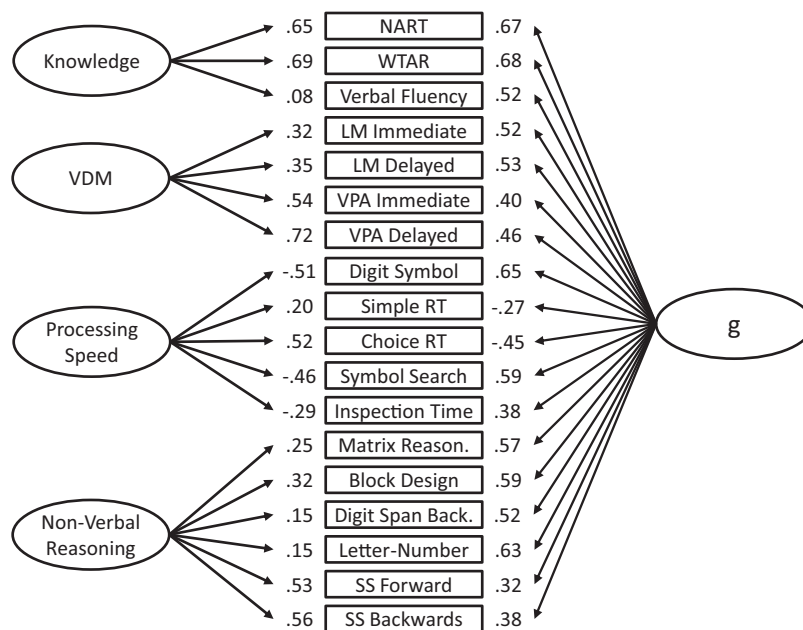 .65 NART .67
Knowledge
.69 WTAR .68
.08 Verbal Fluency .52
.32 LM Immediate .52
VDM
.35 LM Delayed .53
.54 VPA Immediate .40
.72 VPA Delayed .46
-.51 Digit Symbol .65
.20 Simple RT -.27
Processing
Speed
g
.52 Choice RT -.45
-.46 Symbol Search .59
-.29 Inspection Time .38
.25 Matrix Reason. .57
.32 Block Design .59
.15 Digit Span Back. .52
Non-Verbal
Reasoning
.15 Letter-Number .63
.53 SS Forward .32
.56 SS Backwards .38